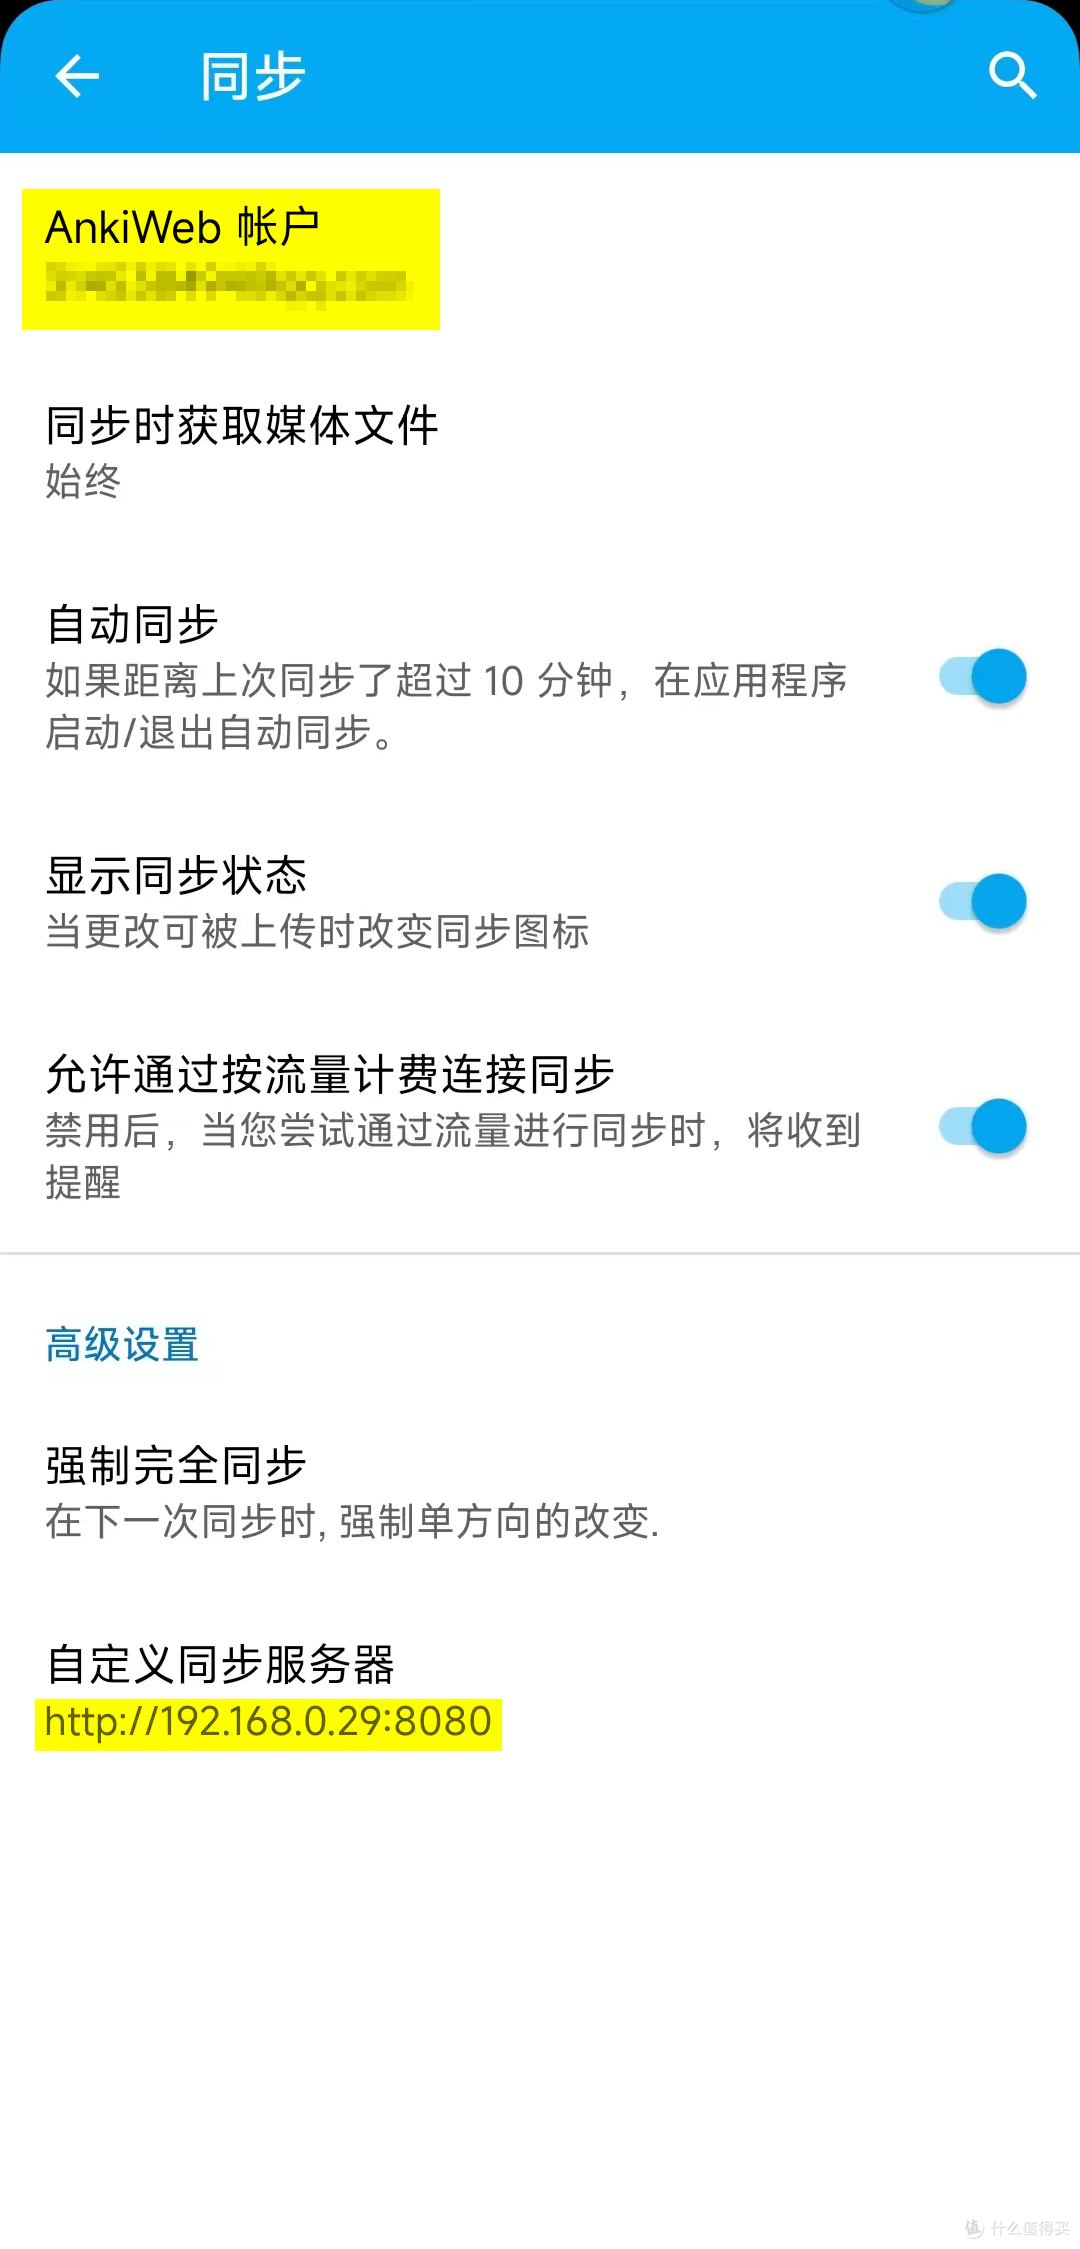 同步
AnkiWeb 帐户
同步时获取媒体文件
始终
自动同步
如果距离上次同步了超过 10 分钟，在应用程序
启动/退出自动同步。
显示同步状态
当更改可被上传时改变同步图标
允许通过按流量计费连接同步
禁用后，当您尝试通过流量进行同步时，将收到
提醒
高级设置
强制完全同步
在下一次同步时, 强制单方向的改变.
自定义同步服务器
http://192.168.0.29:8080
值 什么值得买